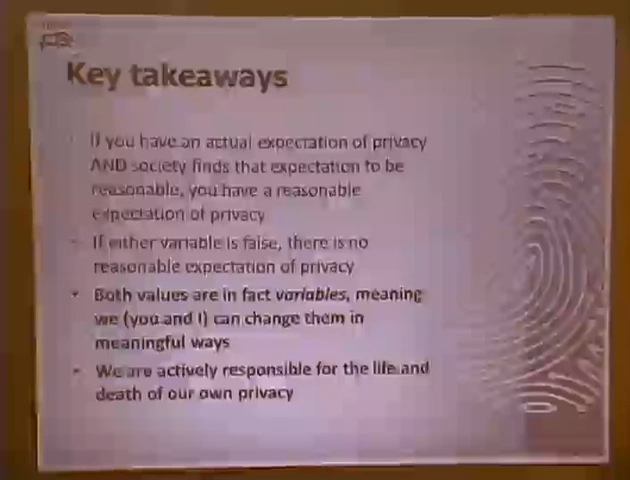 Key takeaways
If you have an actual expectation of privacy
AND society finds that expectation to be
reasonable, you have a reasonable
expectation of privacy
If either variable is false, there is no
reasonable expectation of privacy
Both values are in fact variables, meaning
we (you and I) can change them in
meaningful ways
We are actively responsible for the life and
death of our own privacy